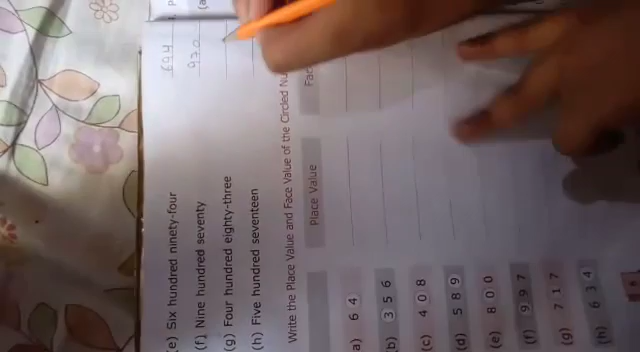 (e) Six hundred ninety-four 694
(f) Nine hundred seventy 970
(g) Four hundred eighty-three
(h) Five hundred seventeen
Write the Place Value and Face Value of the Circled
Place Value
a) 6 4
b) 3 5 6
(c) 4 0 8
(d) 5 8 9
(e) 8 0 0
(f) 9 9 7
(g) 7 1 7
(h) 6 3 4